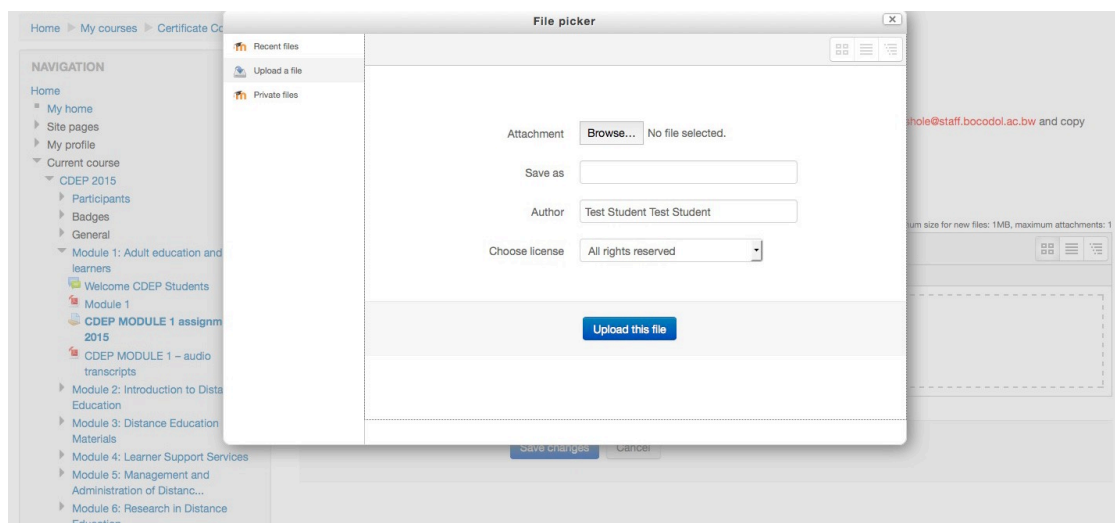 Home My courses Certificate
File picker
Recent files
Upload a file
Private files
NAVIGATION
Home
My home
Site pages
My profile
Current course
CDEP 2015
Participants
Badges
General
Module 1: Adult education and
learners
Welcome CDEP Students
Module 1
CDEP MODULE 1
2015
CDEP MODULE 1 – audio
transcripts
Module 2: Introduction to
Education
Module 3: Distance Education
Materials
Module 4: Learner Support Services
Module 5: Management and
Administration of Distanc...
Module 6: Research in Distance
Attachment Browse... No file selected.
Save as
Author Test Student Test Student
Choose license All rights reserved
Upload this file
hole@staff.bocodol.ac.bw and copy
size for new files: 1MB, maximum attachments: 1
Save changes Cancel